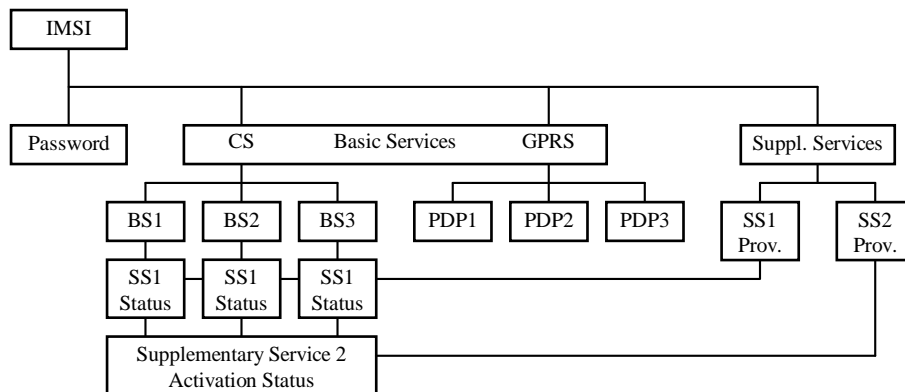 IMSI
Password
CS Basic Services GPRS
Suppl. Services
BS1
BS2
BS3
PDP1
PDP2
PDP3
SS1
Prov.
SS2
Prov.
SS1
Status
SS1
Status
SS1
Status
Supplementary Service 2
Activation Status